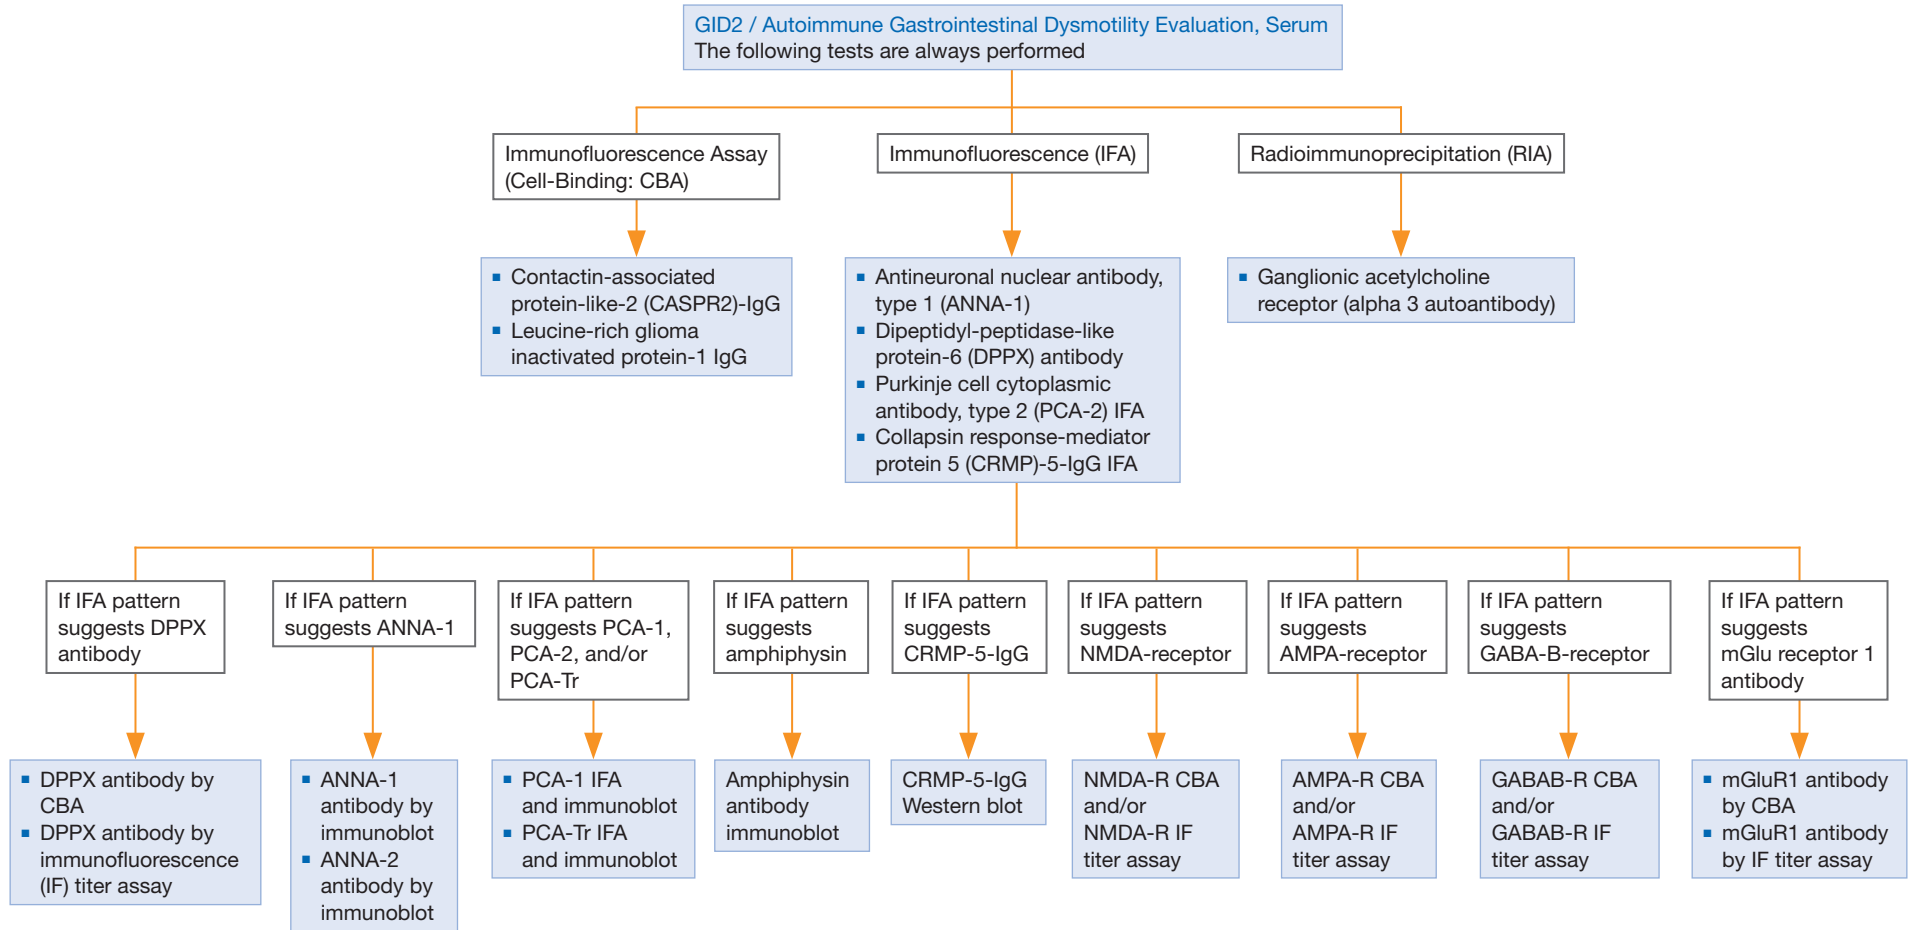 GID2 / Autoimmune Gastrointestinal Dysmotility Evaluation, Serum
The following tests are always performed
Immunofluorescence Assay
(Cell-Binding: CBA)
Immunofluorescence (IFA)
Radioimmunoprecipitation (RIA)
▪ Contactin-associated
protein-like-2 (CASPR2)-IgG
▪ Leucine-rich glioma
inactivated protein-1 IgG
▪ Antineuronal nuclear antibody,
type 1 (ANNA-1)
▪ Dipeptidyl-peptidase-like
protein-6 (DPPX) antibody
▪ Purkinje cell cytoplasmic
antibody, type 2 (PCA-2) IFA
▪ Collapsin response-mediator
protein 5 (CRMP)-5-IgG IFA
▪ Ganglionic acetylcholine
receptor (alpha 3 autoantibody)
If IFA pattern
suggests DPPX
antibody
If IFA pattern
suggests ANNA-1
If IFA pattern
suggests PCA-1,
PCA-2, and/or
PCA-Tr
If IFA pattern
suggests
amphiphysin
If IFA pattern
suggests
CRMP-5-IgG
If IFA pattern
suggests
NMDA-receptor
If IFA pattern
suggests
AMPA-receptor
If IFA pattern
suggests
GABA-B-receptor
If IFA pattern
suggests
mGlu receptor 1
antibody
▪ DPPX antibody by
CBA
▪ DPPX antibody by
immunofluorescence
(IF) titer assay
▪ ANNA-1
antibody by
immunoblot
▪ ANNA-2
antibody by
immunoblot
▪ PCA-1 IFA
and immunoblot
▪ PCA-Tr IFA
and immunoblot
Amphiphysin
antibody
immunoblot
CRMP-5-IgG
Western blot
NMDA-R CBA
and/or
NMDA-R IF
titer assay
AMPA-R CBA
and/or
AMPA-R IF
titer assay
GABAB-R CBA
and/or
GABAB-R IF
titer assay
▪ mGluR1 antibody
by CBA
▪ mGluR1 antibody
by IF titer assay